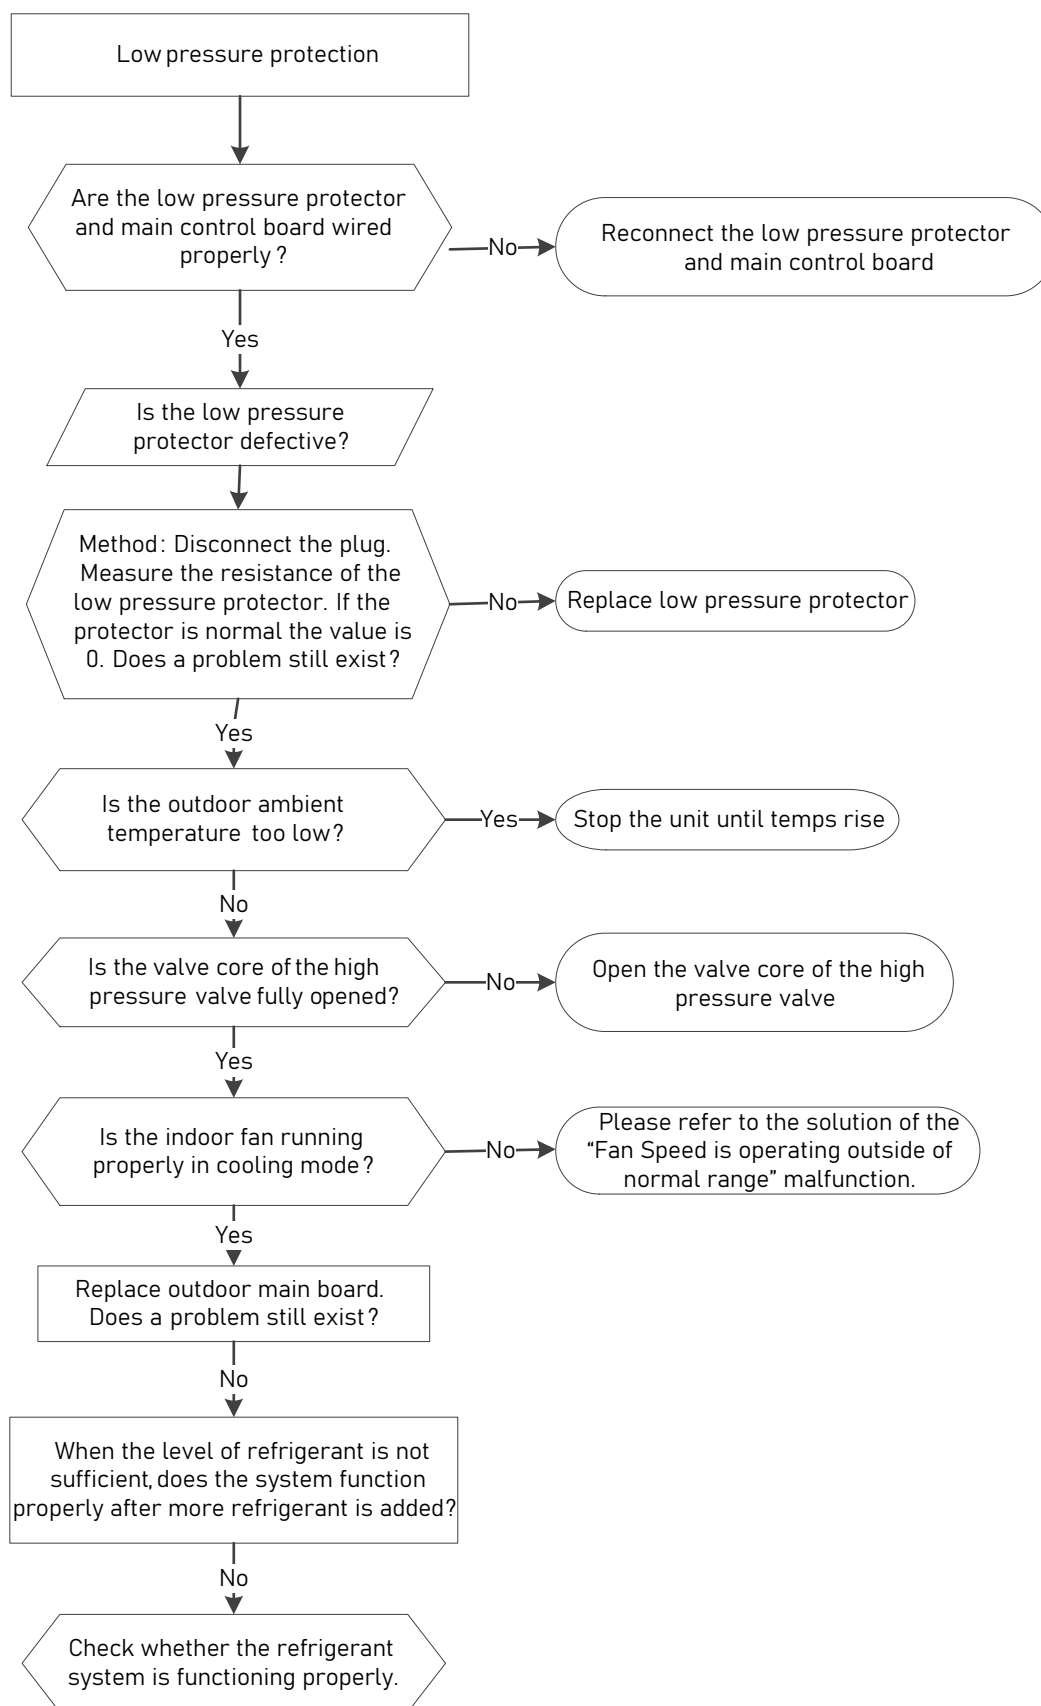 Low pressure protection
Are the low pressure protector
and main control board wired
properly?
No
Reconnect the low pressure protector
and main control board
Yes
Is the low pressure
protector defective?
Method: Disconnect the plug.
Measure the resistance of the
low pressure protector. If the
protector is normal the value is
0. Does a problem still exist?
No
Replace low pressure protector
Yes
Is the outdoor ambient
temperature too low?
Yes
Stop the unit until temps rise
No
Is the valve core of the high
pressure valve fully opened?
No
Open the valve core of the high
pressure valve
Yes
Is the indoor fan running
properly in cooling mode?
No
Please refer to the solution of the
“Fan Speed is operating outside of
normal range” malfunction.
Yes
Replace outdoor main board.
Does a problem still exist?
No
When the level of refrigerant is not
sufficient, does the system function
properly after more refrigerant is added?
No
Check whether the refrigerant
system is functioning properly.